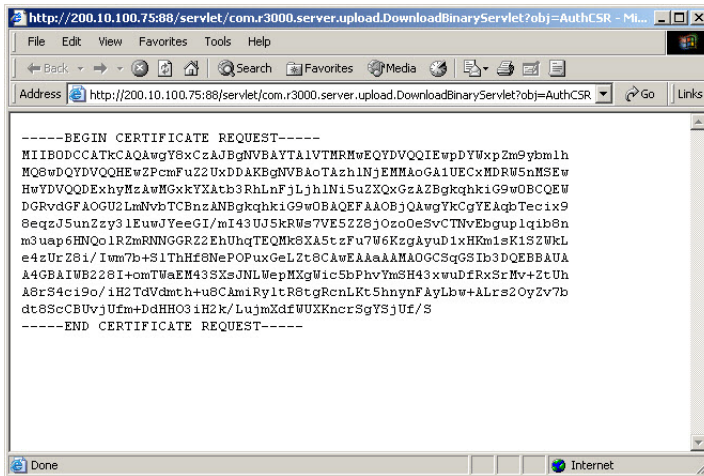 http://200.10.100.75:88/servlet/com.r3000.server.upload.DownloadBinaryServlet?obj=AuthCSR - Mi...
File Edit View Favorites Tools Help
Back Search Favorites Media
Address http://200.10.100.75:88/servlet/com.r3000.server.upload.DownloadBinaryServlet?obj=AuthCSR Go Links
-----BEGIN CERTIFICATE REQUEST-----
MIIBODCCATkCAQAwgY8xCzAJBgNVBAYTAlVTMRMwEQYDVQQIEwpDYWxpZm9ybmlh
MQ8wDQYDVQQHEwZPcmFuZ2UxDDAKBgNVBAoTAzhlNjEMMAoGA1UECxMDRW5nMSEw
HwYDVQQDExhyMzAwMGxkYXAtb3RhLnFjLjhlNi5uZXQxGzAZBgkqhkiG9w0BCQEW
DGRvdGFAOGU2LmNvbTCBnzANBgkqhkiG9w0BAQEFAAOBjQAwgYkCgYEAqbTecix9
8eqzJ5unZzy3lEuwJYeeGI/mI43UJ5kRWs7VE5ZZ8jOzo0eSvCTNvEbguplqib8n
m3uap6HNQolRZmRNNGGRZ2EhUhqTEQMk8XA5tzFu7W6KzgAyuD1xHKm1sK1SZWkL
e4zUrZ8i/Iwm7b+SlThHf8NePOPuxGeLZt8CAwEAAaAAMA0GCSqGSIb3DQEBBAUA
A4GBAIWB228I+omTWaEM43SXsJNLWepMXgWic5bPhvYmSH43xwuDfRxSrMv+ZtUh
A8rS4ci9o/iH2TdVdmth+u8CAmiRyltR8tgRcnLKt5hnynFAyLbw+ALrs2OyZv7b
dt8ScCBUvjUfm+DdHHO3iH2k/LujmXdfWUXKncrSgYSjUf/S
-----END CERTIFICATE REQUEST-----
Done Internet